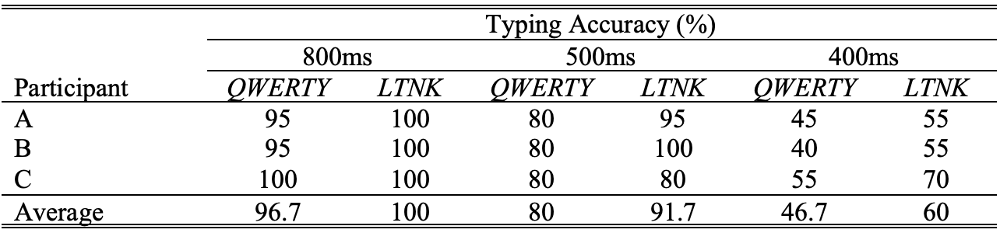 Typing Accuracy (%)
800ms 500ms 400ms
Participant QWERTY LTNK QWERTY LTNK QWERTY LTNK
A 95 100 80 95 45 55
B 95 100 80 100 40 55
C 100 100 80 80 55 70
Average 96.7 100 80 91.7 46.7 60